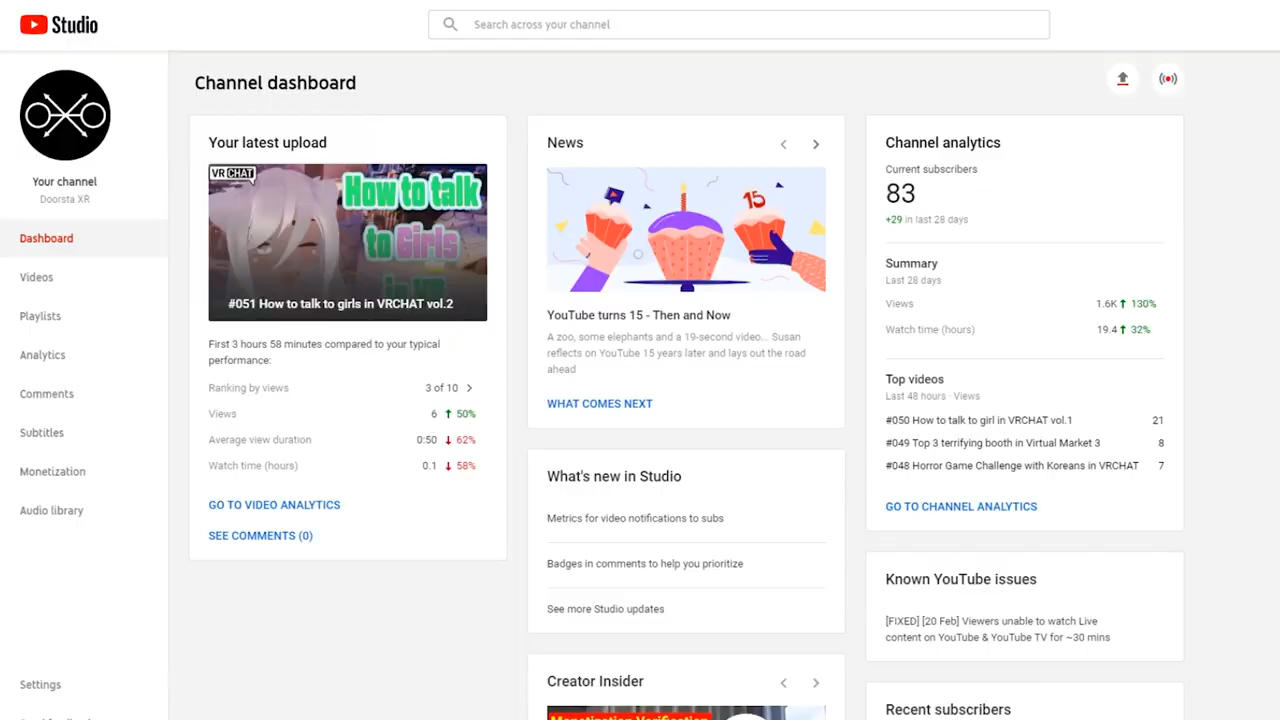 Studio
Search across your channel
Channel dashboard
Your channel
Doorsta XR
Dashboard
Videos
Playlists
Analytics
Comments
Subtitles
Monetization
Audio library
Settings
Your latest upload
VR CHAT
How to talk
to Girls
in VR
#051 How to talk to girls in VRCHAT vol.2
First 3 hours 58 minutes compared to your typical
performance:
Ranking by views 3 of 10
Views 6 ↑ 50%
Average view duration 0:50 ↓ 62%
Watch time (hours) 0.1 ↓ 58%
GO TO VIDEO ANALYTICS
SEE COMMENTS (0)
News
15
YouTube turns 15 - Then and Now
A zoo, some elephants and a 19-second video... Susan
reflects on YouTube 15 years later and lays out the road
ahead
WHAT COMES NEXT
What's new in Studio
Metrics for video notifications to subs
Badges in comments to help you prioritize
See more Studio updates
Creator Insider
Monetization Verification
Channel analytics
Current subscribers
83
+29 in last 28 days
Summary
Last 28 days
Views 1.6K ↑ 130%
Watch time (hours) 19.4 ↑ 32%
Top videos
Last 48 hours · Views
#050 How to talk to girl in VRCHAT vol.1 21
#049 Top 3 terrifying booth in Virtual Market 3 8
#048 Horror Game Challenge with Koreans in VRCHAT 7
GO TO CHANNEL ANALYTICS
Known YouTube issues
[FIXED] [20 Feb] Viewers unable to watch Live
content on YouTube & YouTube TV for ~30 mins
Recent subscribers